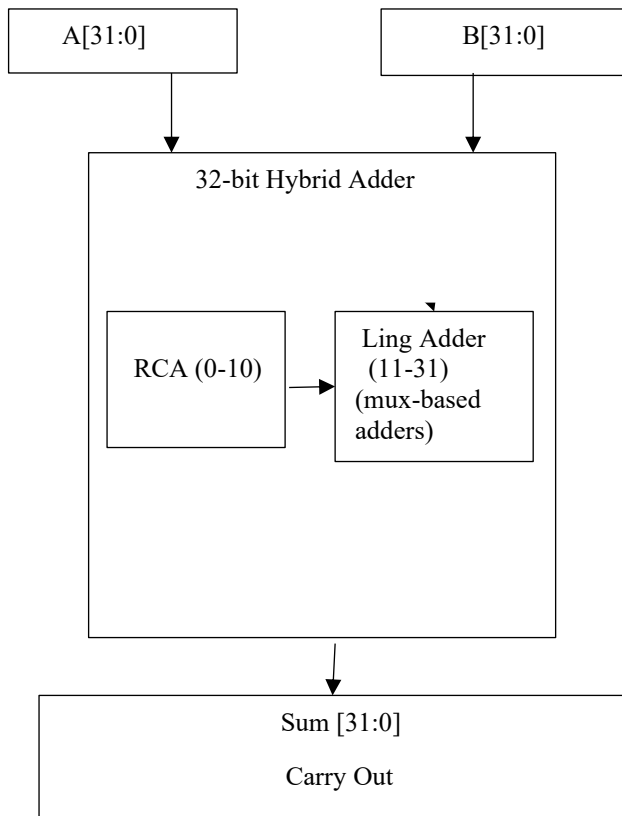 A[31:0]
B[31:0]
32-bit Hybrid Adder
RCA (0-10)
Ling Adder
(11-31)
(mux-based
adders)
Sum [31:0]
Carry Out